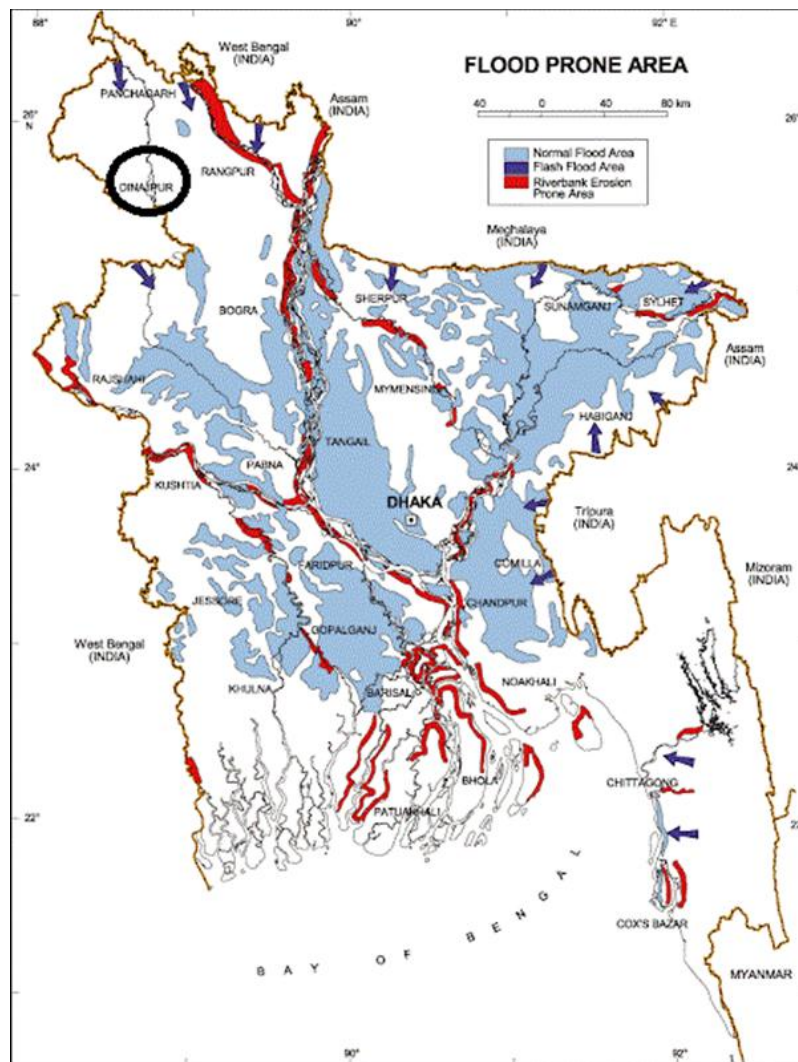 88°
90°
92° E
West Bengal
(INDIA)
FLOOD PRONE AREA
PANCHAGARH
Assam
(INDIA)
40
0
40
80 km
26°
N
26°
Normal Flood Area
Flash Flood Area
Riverbank Erosion
Prone Area
RANGPUR
DINAJPUR
Meghalaya
(INDIA)
SHERPUR
SUNAMGANJ
SYLHET
BOGRA
Assam
(INDIA)
RAJSHAHI
MYMENSING
HABIGANJ
TANGAIL
PABNA
24°
24
KUSHTIA
DHAKA
Tripura
(INDIA)
FARIDPUR
COMILLA
Mizoram
(INDIA)
JESSORE
CHANDPUR
GOPALGANJ
West Bengal
(INDIA)
NOAKHALI
KHULNA
BARISAL
BHOLA
CHITTAGONG
PATUAKHALI
22°
COX'S BAZAR
BAY OF BENGAL
MYANMAR
90°
92°